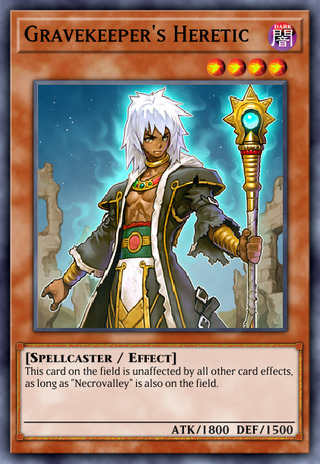 Gravekeeper's Heretic
DARK
闇
[Spellcaster / Effect]
This card on the field is unaffected by all other card effects,
as long as "Necrovalley" is also on the field.
ATK/1800 DEF/1500